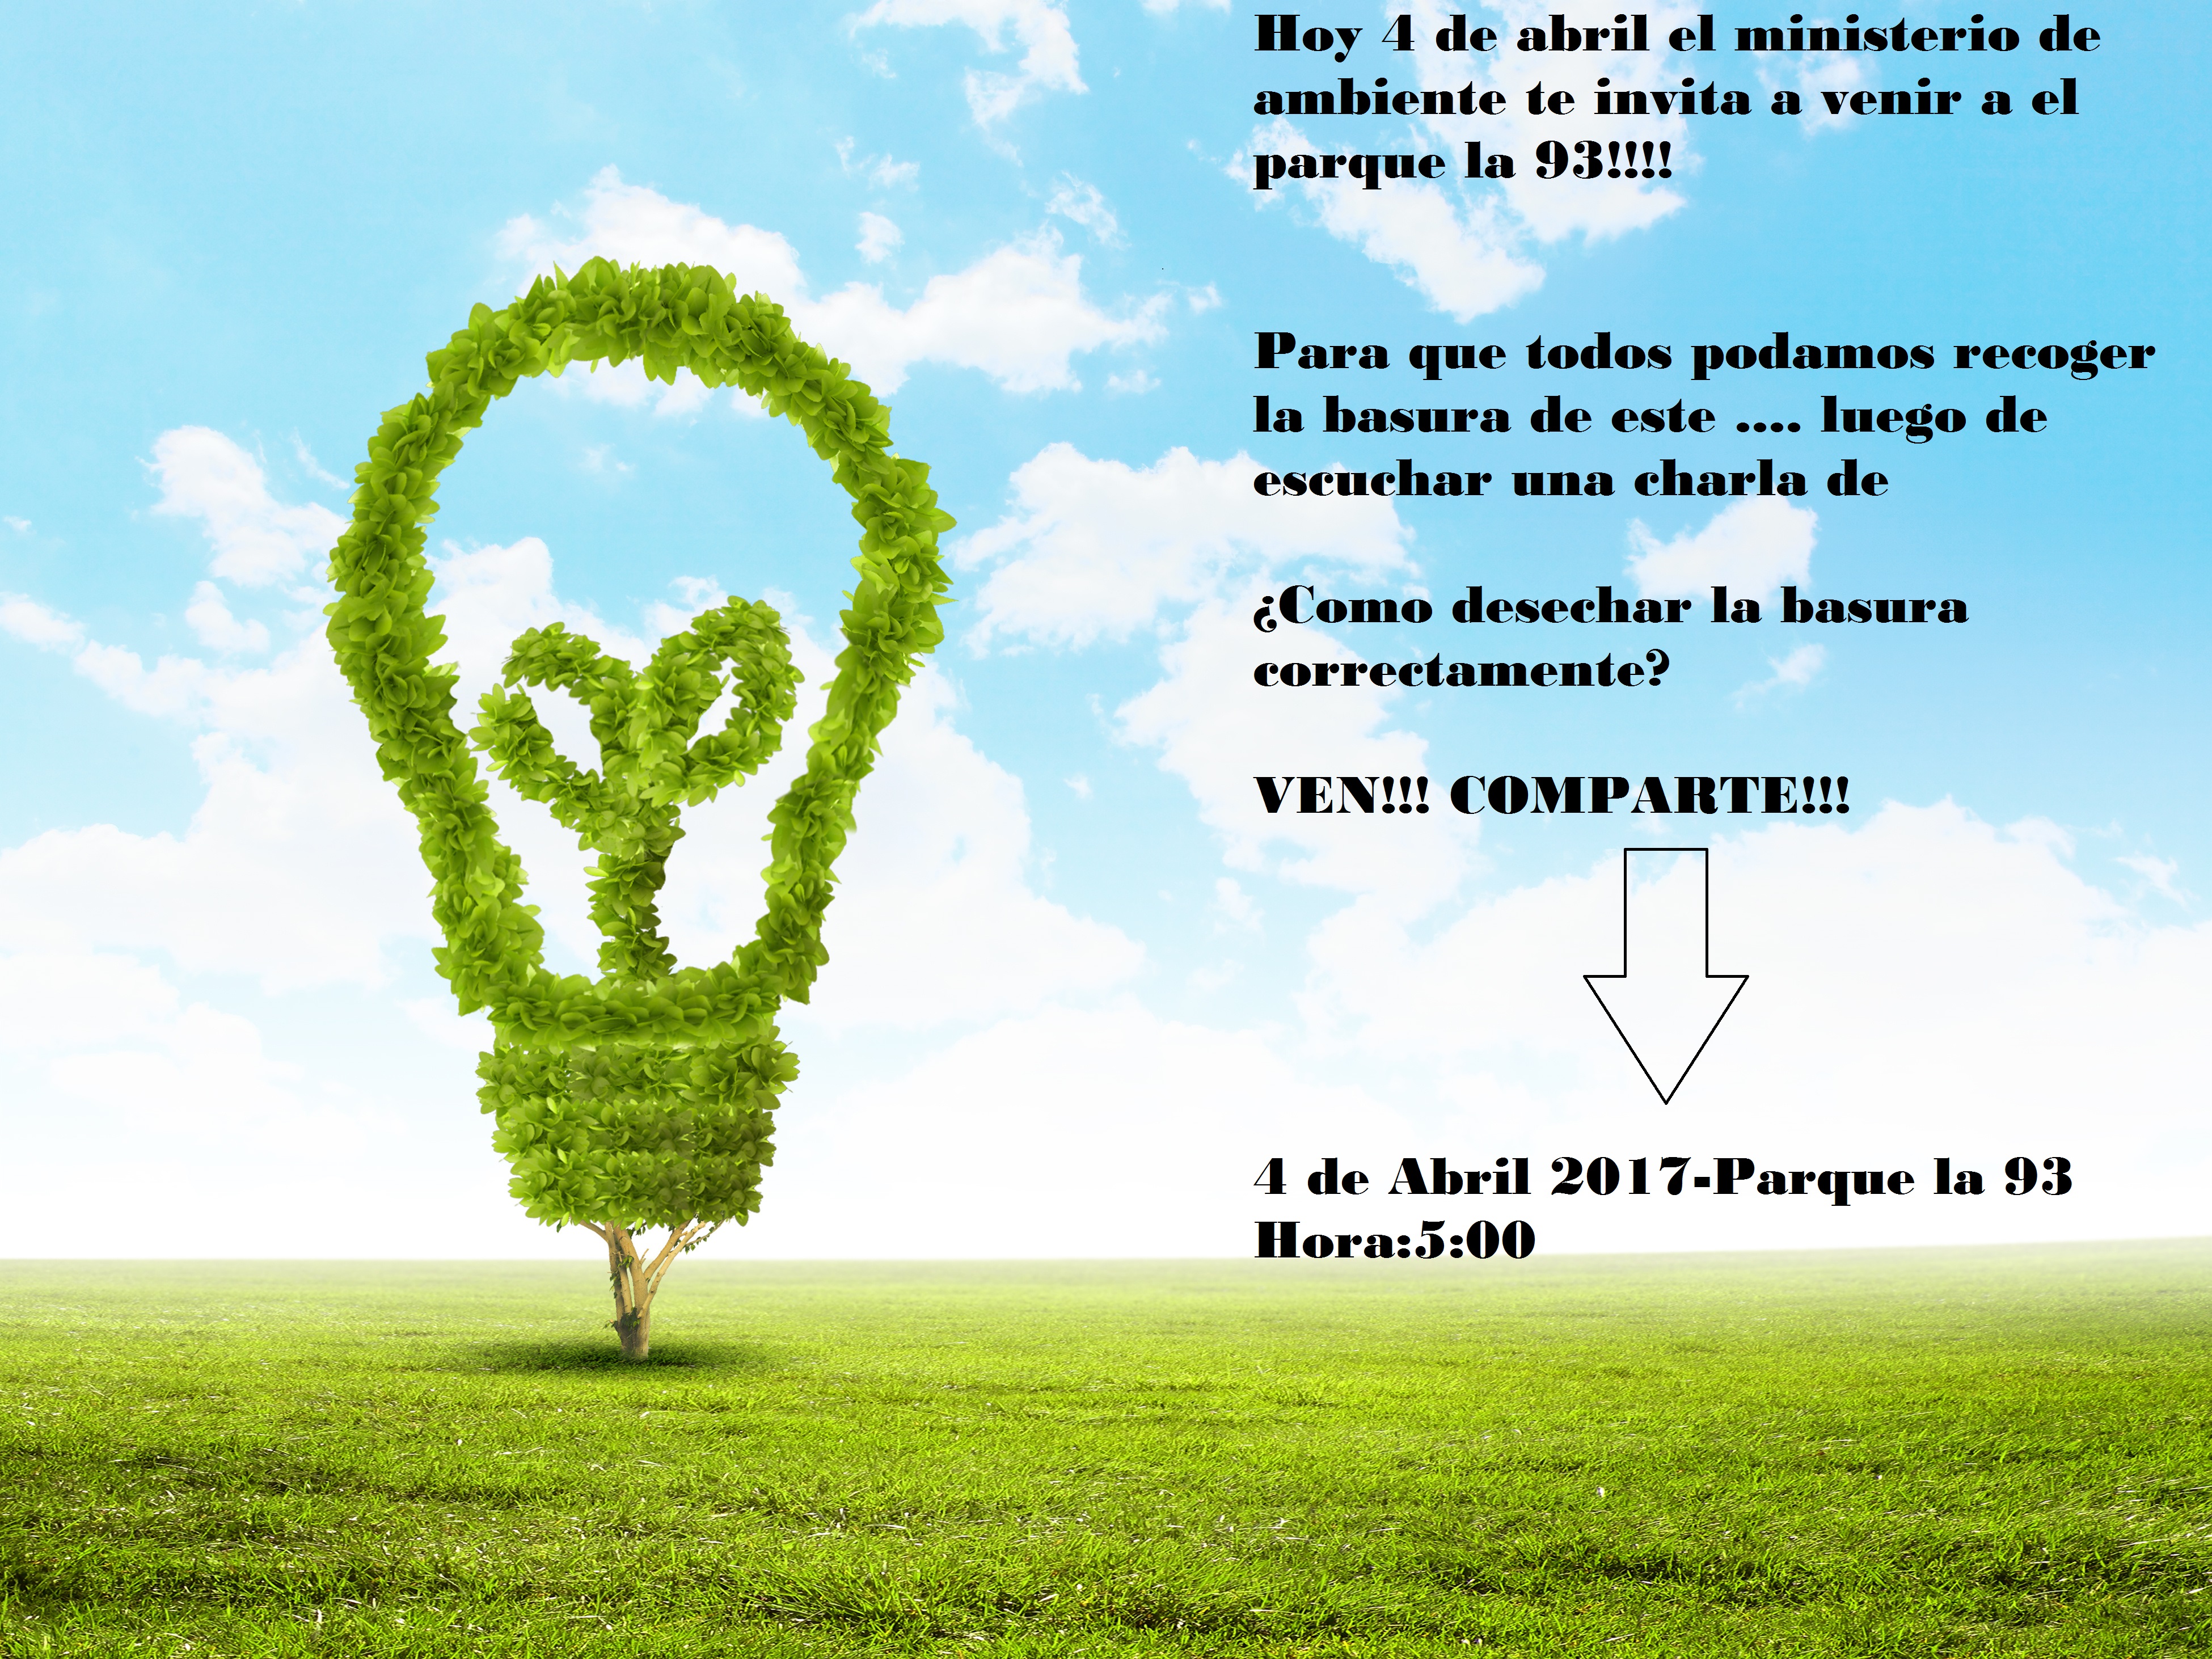 Hoy 4 de abril el ministerio de
ambiente te invita a venir a el
parque la 93!!!!
Para que todos podamos recoger
la basura de este .... luego de
escuchar una charla de
¿Como desechar la basura
correctamente?
VEN!!! COMPARTE!!!
4 de Abril 2017-Parque la 93
Hora:5:00